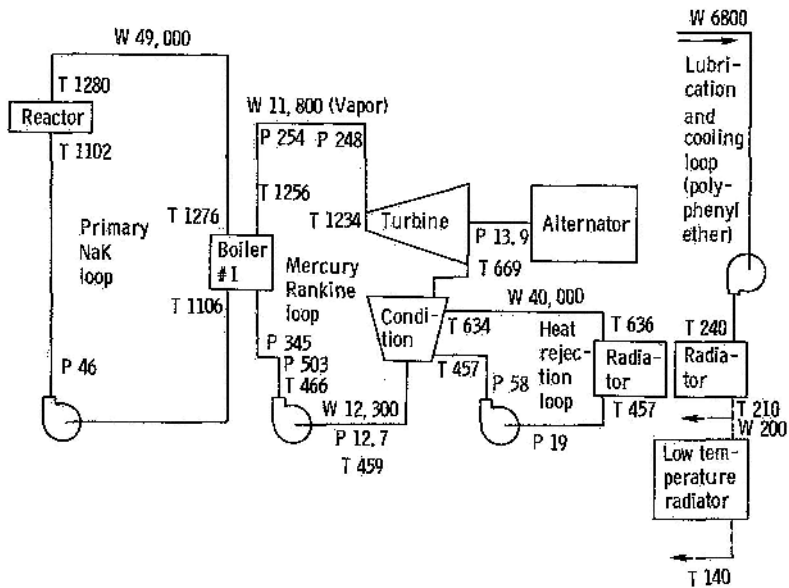 W 6800
W 49,000
T 1280
Reactor
T 1102
Primary
NaK
loop
P 46
T 1276
Boiler
#1
T 1106
W 11,800 (Vapor)
P 254 P 248
T 1256
T 1234
Turbine
Alternator
P 13.9
T 669
Mercury
Rankine
loop
P 345
P 503
T 466
W 12,300
P 12.7
T 459
Condi-
tion
T 634
W 40,000
T 457
P 58
Heat
rejec-
tion
loop
P 19
T 636
Radia-
tor
T 457
Lubri-
cation
and
cooling
loop
(poly-
phenyl
ether)
T 240
Radia-
tor
T 210
W 200
Low tem-
perature
radiator
T 140